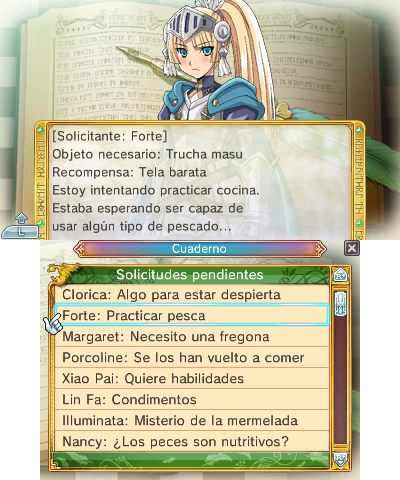 [Solicitante: Forte]
Objeto necesario: Trucha masu
Recompensa: Tela barata
Estoy intentando practicar cocina.
Estaba esperando ser capaz de
usar algún tipo de pescado...
L
Cuaderno
Solicitudes pendientes
Clorica: Algo para estar despierta
Forte: Practicar pesca
Margaret: Necesito una fregona
Porcoline: Se los han vuelto a comer
Xiao Pai: Quiere habilidades
Lin Fa: Condimentos
Illuminata: Misterio de la mermelada
Nancy: ¿Los peces son nutritivos?